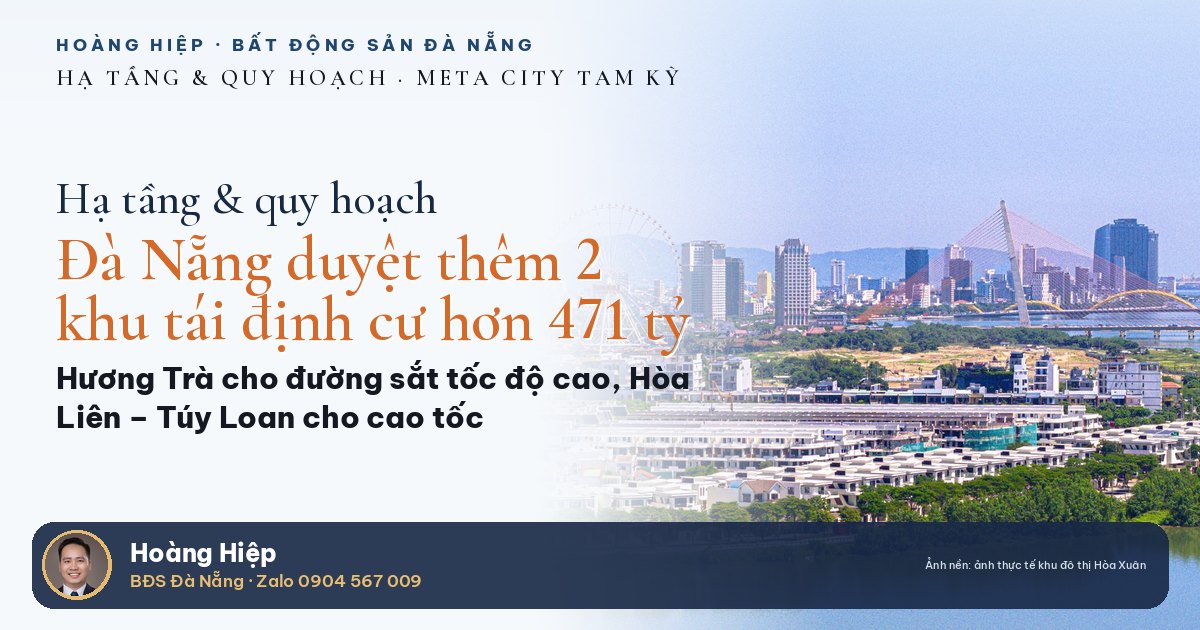 HOÀNG HIỆP · BẤT ĐỘNG SẢN ĐÀ NẴNG
HẠ TẦNG & QUY HOẠCH · META CITY TAM KỲ
Hạ tầng & quy hoạch
Đà Nẵng duyệt thêm 2
khu tái định cư hơn 471 tỷ
Hương Trà cho đường sắt tốc độ cao, Hòa
Liên – Túy Loan cho cao tốc
Hoàng Hiệp
BĐS Đà Nẵng · Zalo 0904 567 009
Ảnh nền: ảnh thực tế khu đô thị Hòa Xuân